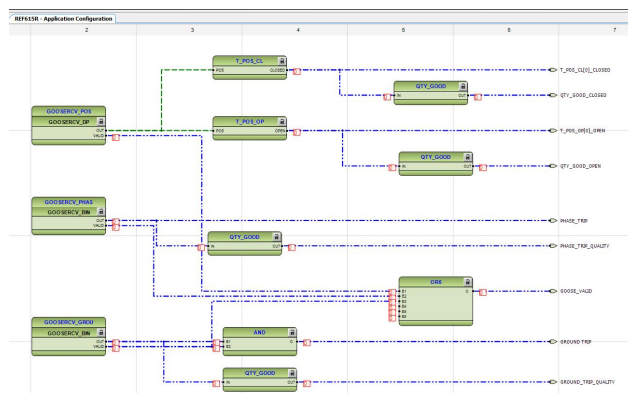 REF615R - Application Configuration
2 3 4 5 6 7
T_POS_CL
POS CLOSED
T_POS_CL[0]_CLOSED
QTY_GOOD
IN OUT
QTY_GOOD_CLOSED
GOOSERCV_POS
GOOSERCV_DP
OUT
VALID
T_POS_OP
POS OPEN
T_POS_OP[0]_OPEN
QTY_GOOD
IN OUT
QTY_GOOD_OPEN
GOOSERCV_PHAS
GOOSERCV_BIN
OUT
VALID
PHASE_TRIP
QTY_GOOD
IN OUT
PHASE_TRIP_QUALITY
OR6
B1 O
B2
B3
B4
B5
B6
GOOSE_VALID
GOOSERCV_GROU
GOOSERCV_BIN
OUT
VALID
AND
B1 O
B2
GROUND TRIP
QTY_GOOD
IN OUT
GROUND_TRIP_QUALITY